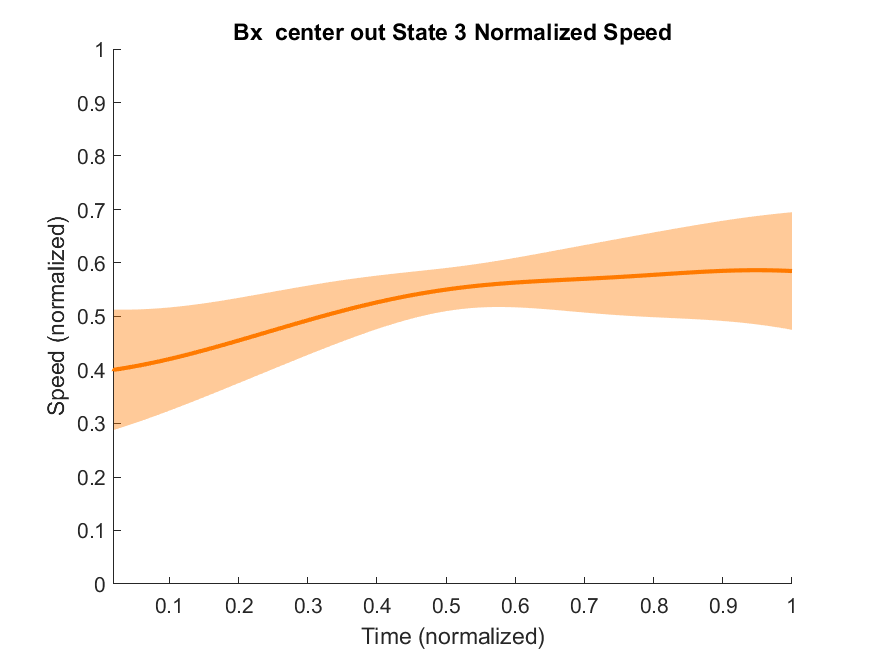 Bx  center out State 3 Normalized Speed
1
0.9
0.8
0.7
0.6
0.5
0.4
0.3
0.2
0.1
0
Speed (normalized)
0.1 0.2 0.3 0.4 0.5 0.6 0.7 0.8 0.9 1
Time (normalized)